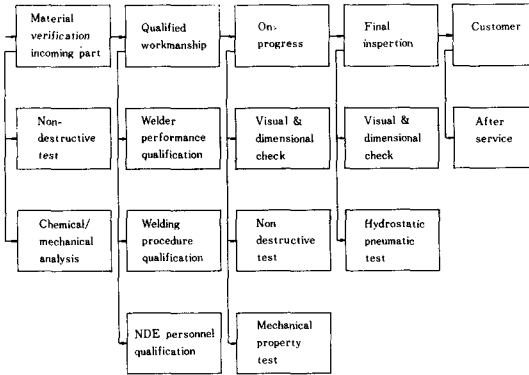 Material
verification
incoming part
Qualified
workmanship
On-
progress
Final
inspection
Customer
Non-
destructive
test
Welder
performance
qualification
Visual &
dimensional
check
Visual &
dimensional
check
After
service
Chemical/
mechanical
analysis
Welding
procedure
qualification
Non
destructive
test
Hydrostatic
pneumatic
test
NDE personnel
qualification
Mechanical
property
test